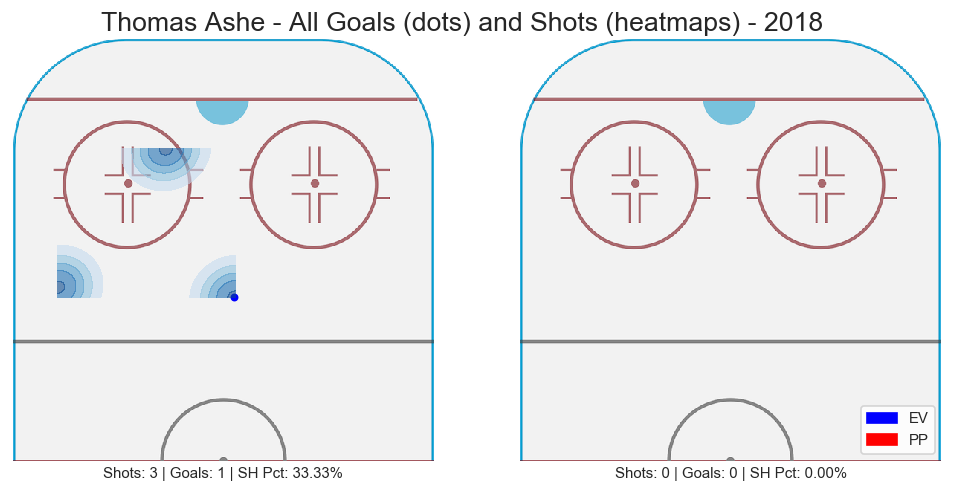 Thomas Ashe - All Goals (dots) and Shots (heatmaps) - 2018
EV
PP
Shots: 3 | Goals: 1 | SH Pct: 33.33%
Shots: 0 | Goals: 0 | SH Pct: 0.00%